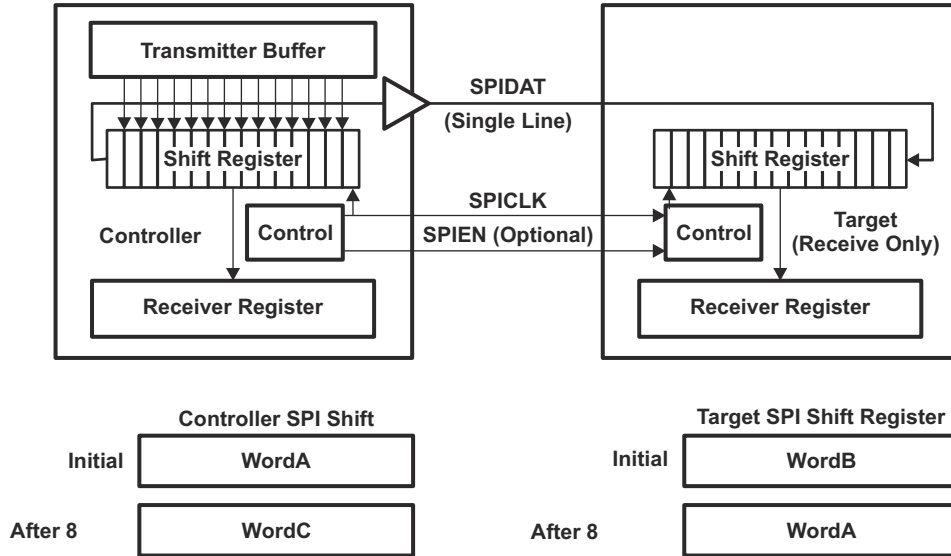 Transmitter Buffer
SPIDAT
(Single Line)
Shift Register
Shift Register
SPICLK
Controller
Control
SPIEN (Optional)
Control
Target
(Receive Only)
Receiver Register
Receiver Register
Controller SPI Shift
Target SPI Shift Register
Initial
WordA
Initial
WordB
After 8
WordC
After 8
WordA